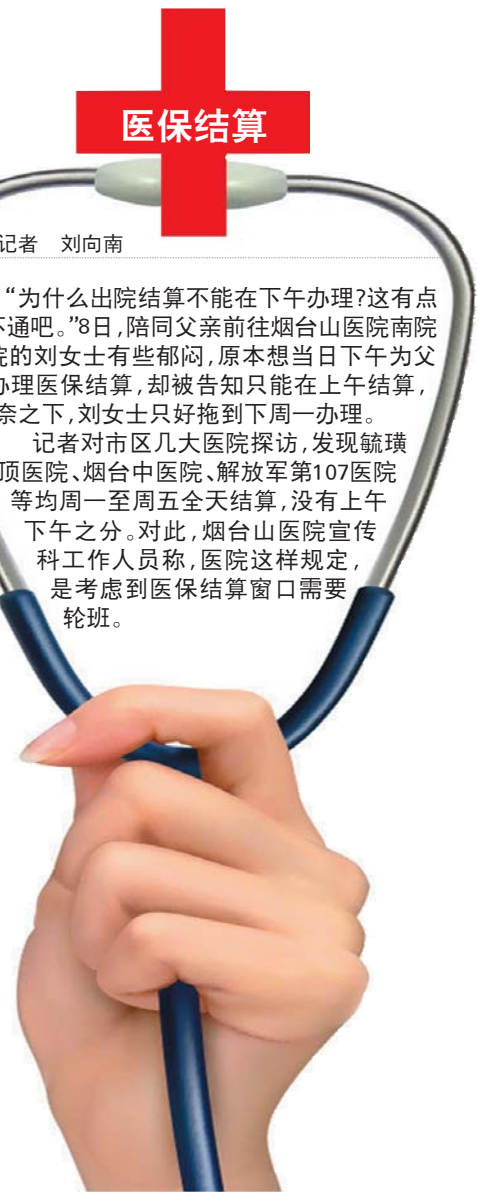 医保结算
记者 刘向南
“为什么出院结算不能在下午办理?这有点
不通吧。”8日,陪同父亲前往烟台山医院南院
院的刘女士有些郁闷,原本想当日下午为父
办理医保结算,却被告知只能在上午结算,
奈之下,刘女士只好拖到下周一办理。
记者对市区几大医院探访,发现毓璜
顶医院、烟台中医院、解放军第107医院
等均周一至周五全天结算,没有上午
下午之分。对此,烟台山医院宣传
科工作人员称,医院这样规定,
是考虑到医保结算窗口需要
轮班。